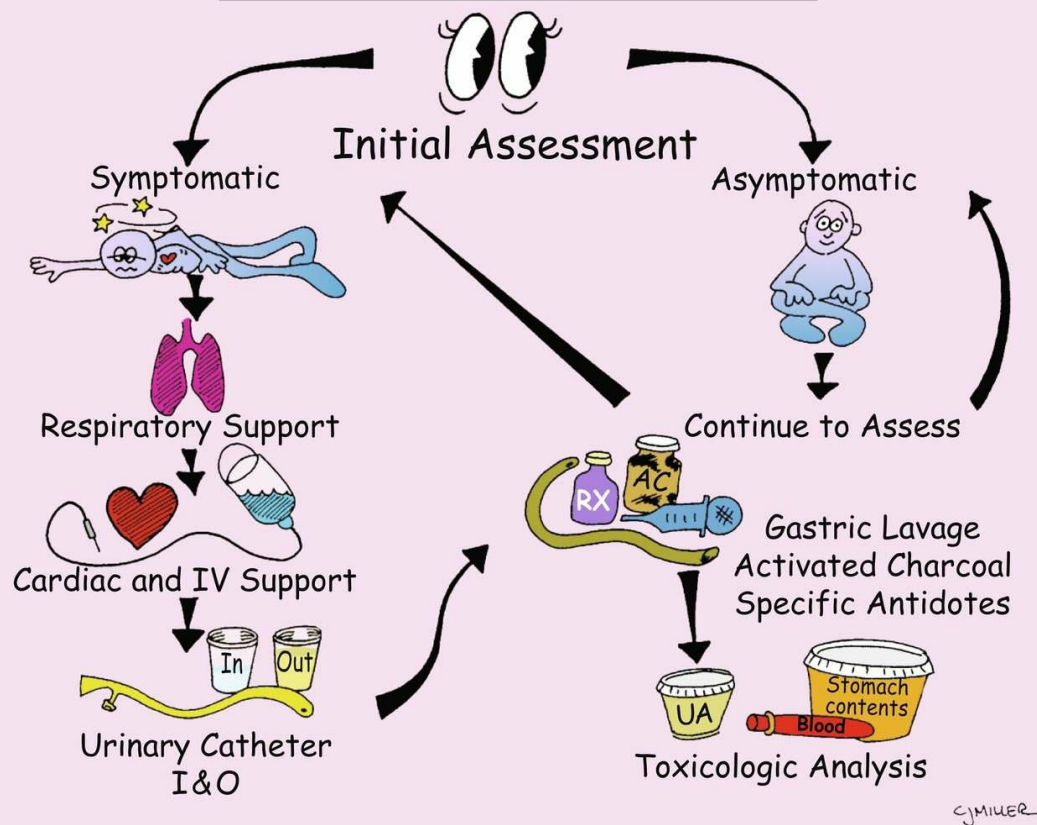 Initial Assessment
Symptomatic
Asymptomatic
Respiratory Support
Continue to Assess
RX
AC
Gastric Lavage
Activated Charcoal
Specific Antidotes
Cardiac and IV Support
In
Out
Urinary Catheter
I&O
UA
Stomach
contents
Blood
Toxicologic Analysis
CJMILLER